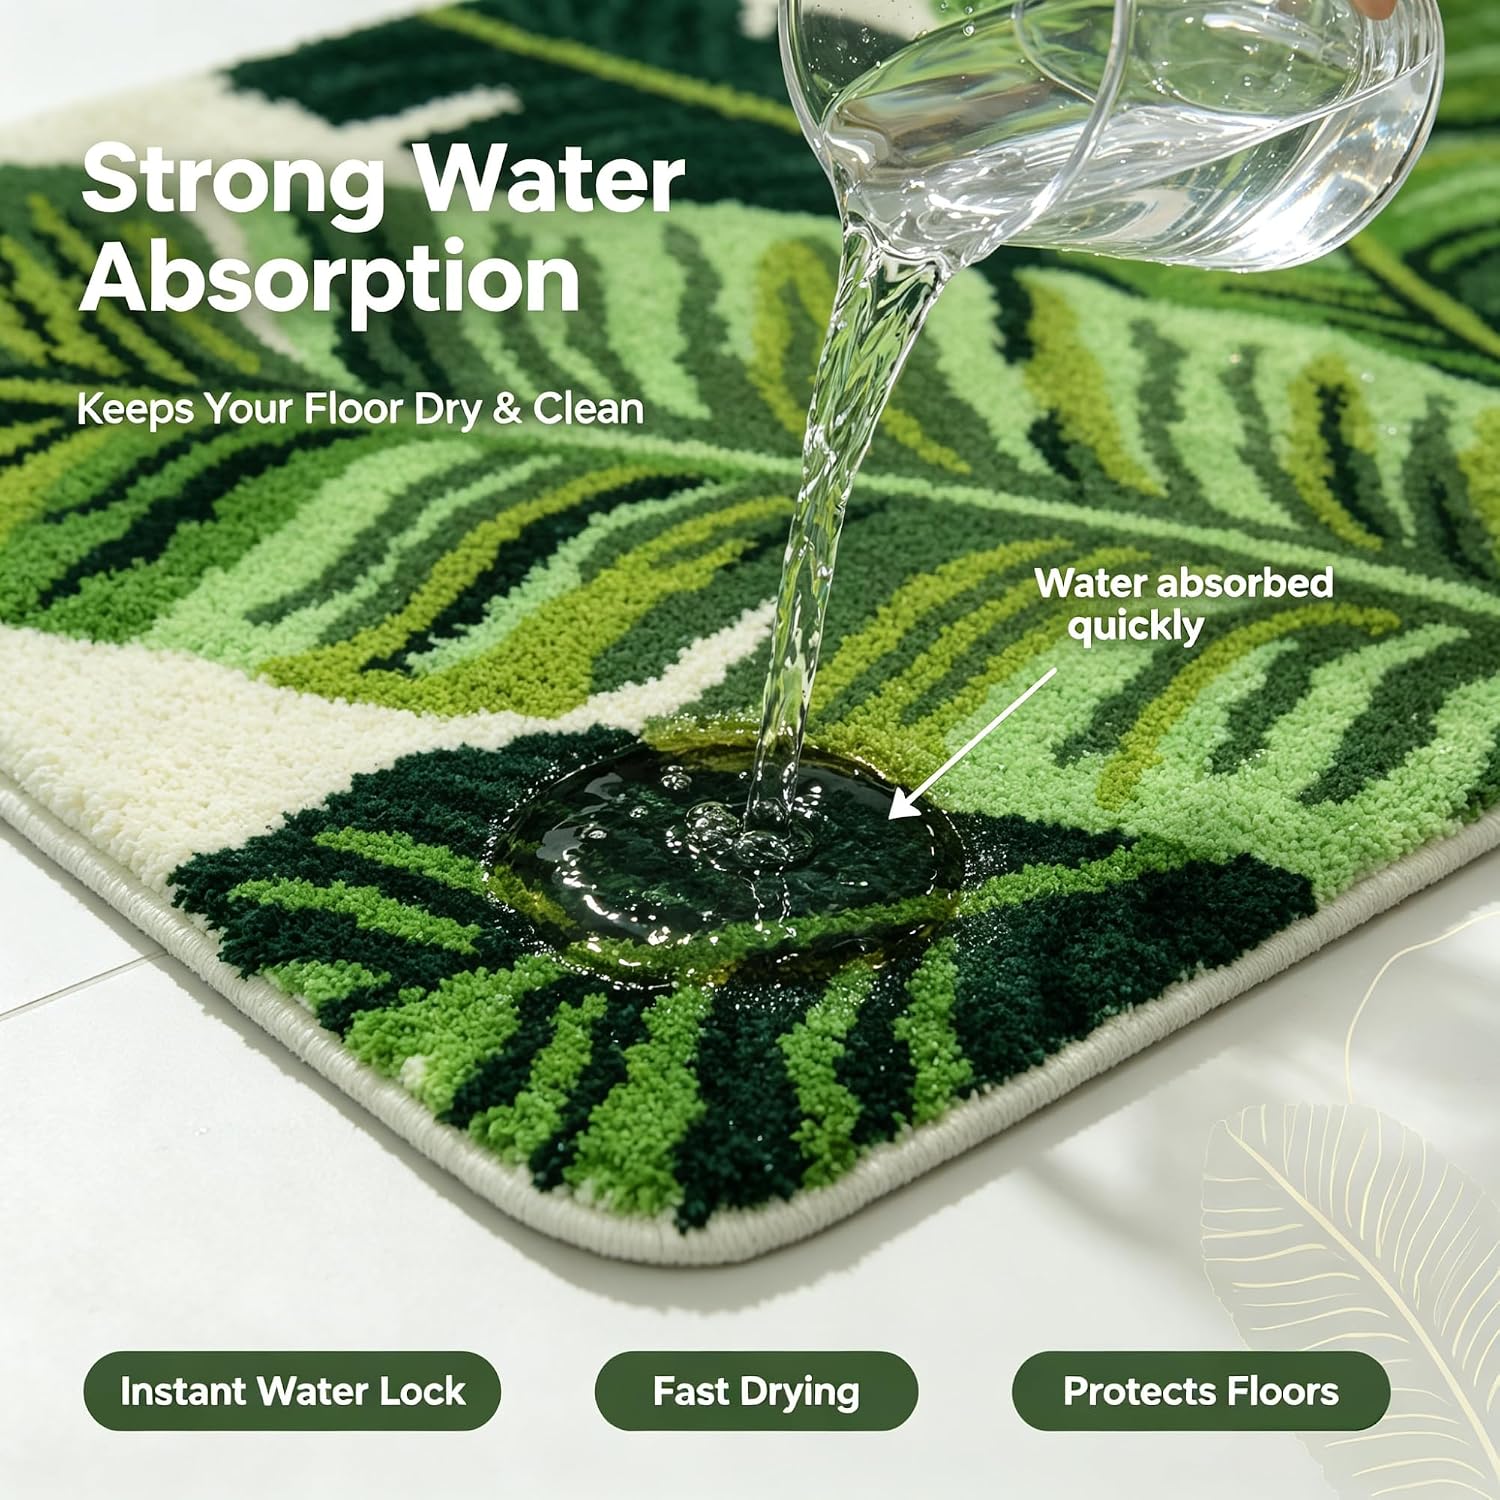 Strong Water
Absorption
Keeps Your Floor Dry & Clean
Water absorbed
quickly
Instant Water Lock
Fast Drying
Protects Floors